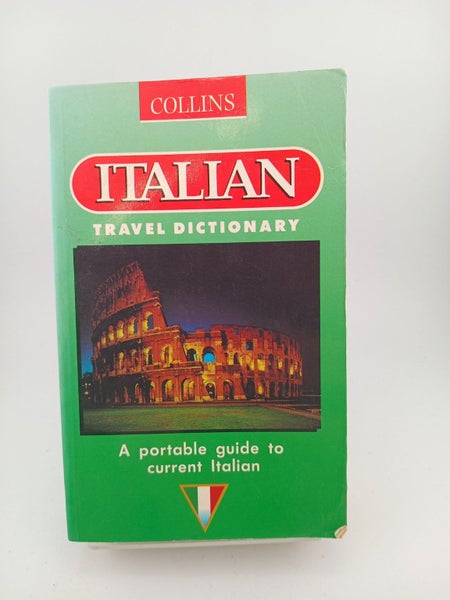 COLLINS
ITALIAN
TRAVEL DICTIONARY
A portable guide to
current Italian